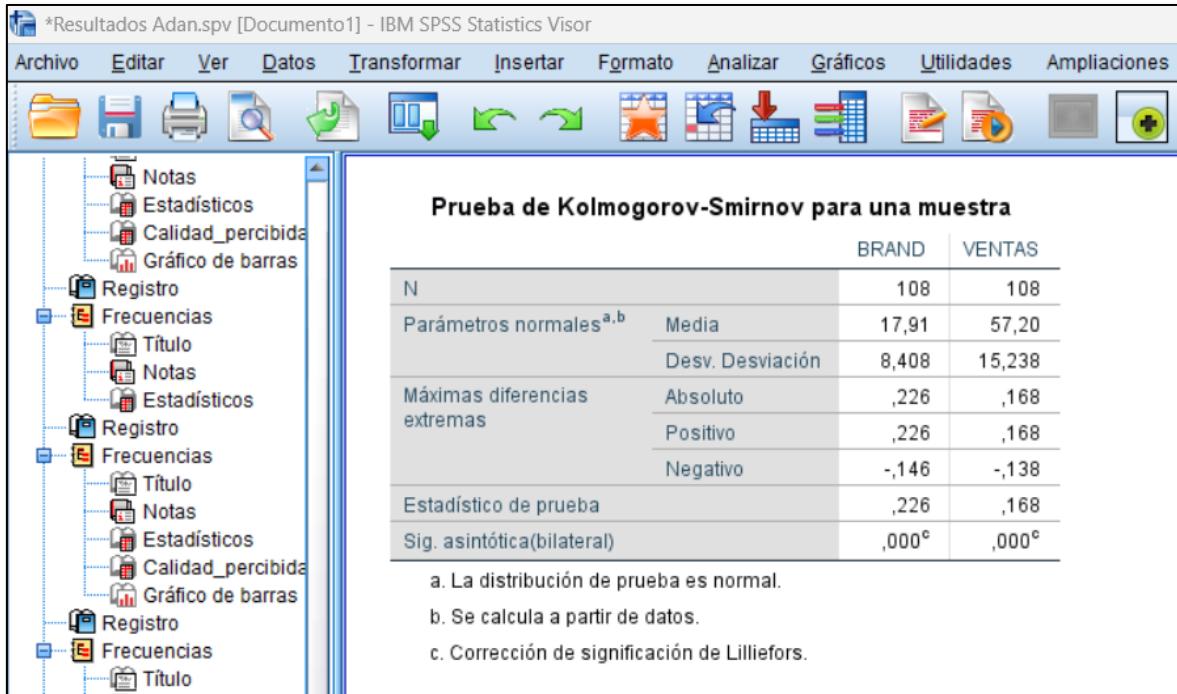 *Resultados Adan.spv [Documento1] - IBM SPSS Statistics Visor
Archivo Editar Ver Datos Transformar Insertar Formato Analizar Gráficos Utilidades Ampliaciones
Notas
Estadísticos
Calidad_percibida
Gráfico de barras
Registro
Frecuencias
Título
Notas
Estadísticos
Registro
Frecuencias
Título
Notas
Estadísticos
Calidad_percibida
Gráfico de barras
Registro
Frecuencias
Título
Prueba de Kolmogorov-Smirnov para una muestra
BRAND VENTAS
N 108 108
Parámetros normales a,b Media 17,91 57,20
Desv. Desviación 8,408 15,238
Máximas diferencias extremas Absoluto ,226 ,168
Positivo ,226 ,168
Negativo -,146 -,138
Estadístico de prueba ,226 ,168
Sig. asintótica(bilateral) ,000c ,000c
a. La distribución de prueba es normal.
b. Se calcula a partir de datos.
c. Corrección de significación de Lilliefors.